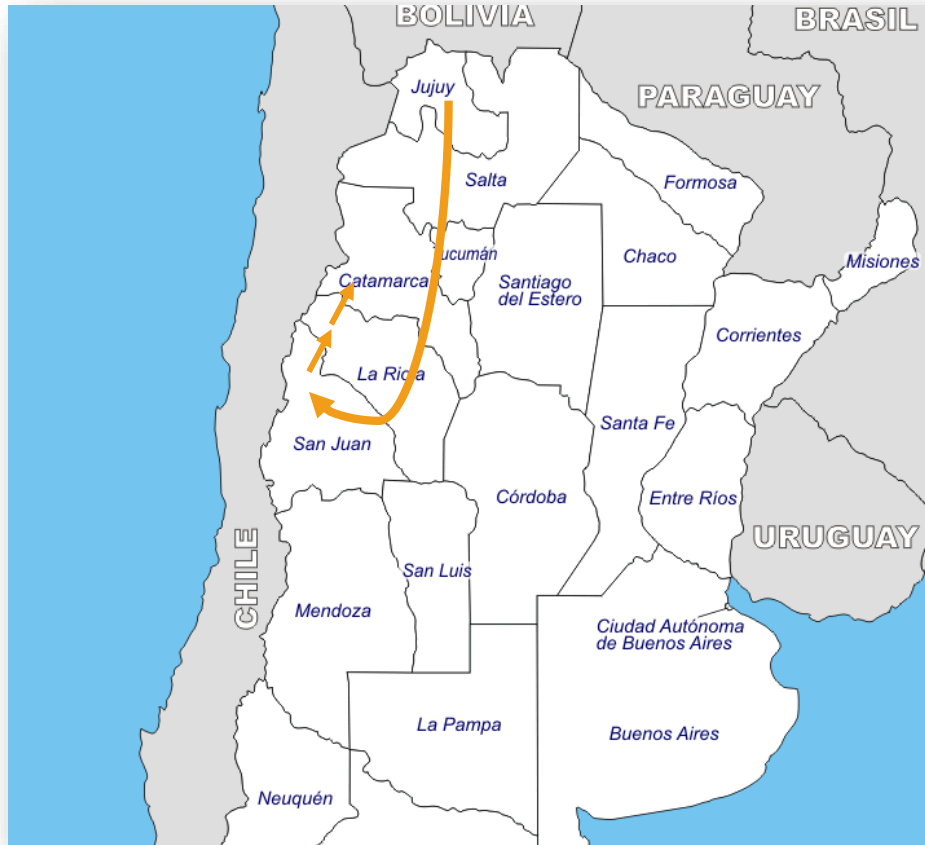 BOLIVIA
BRASIL
Jujuy
PARAGUAY
Salta
Formosa
ucumán
Chaco
Misiones
Catamarca
Santiago
del Estero
Corrientes
La Rioja
Santa Fe
San Juan
Córdoba
Entre Ríos
URUGUAY
CHILE
San Luis
Mendoza
Ciudad Autónoma
de Buenos Aires
La Pampa
Buenos Aires
Neuquén